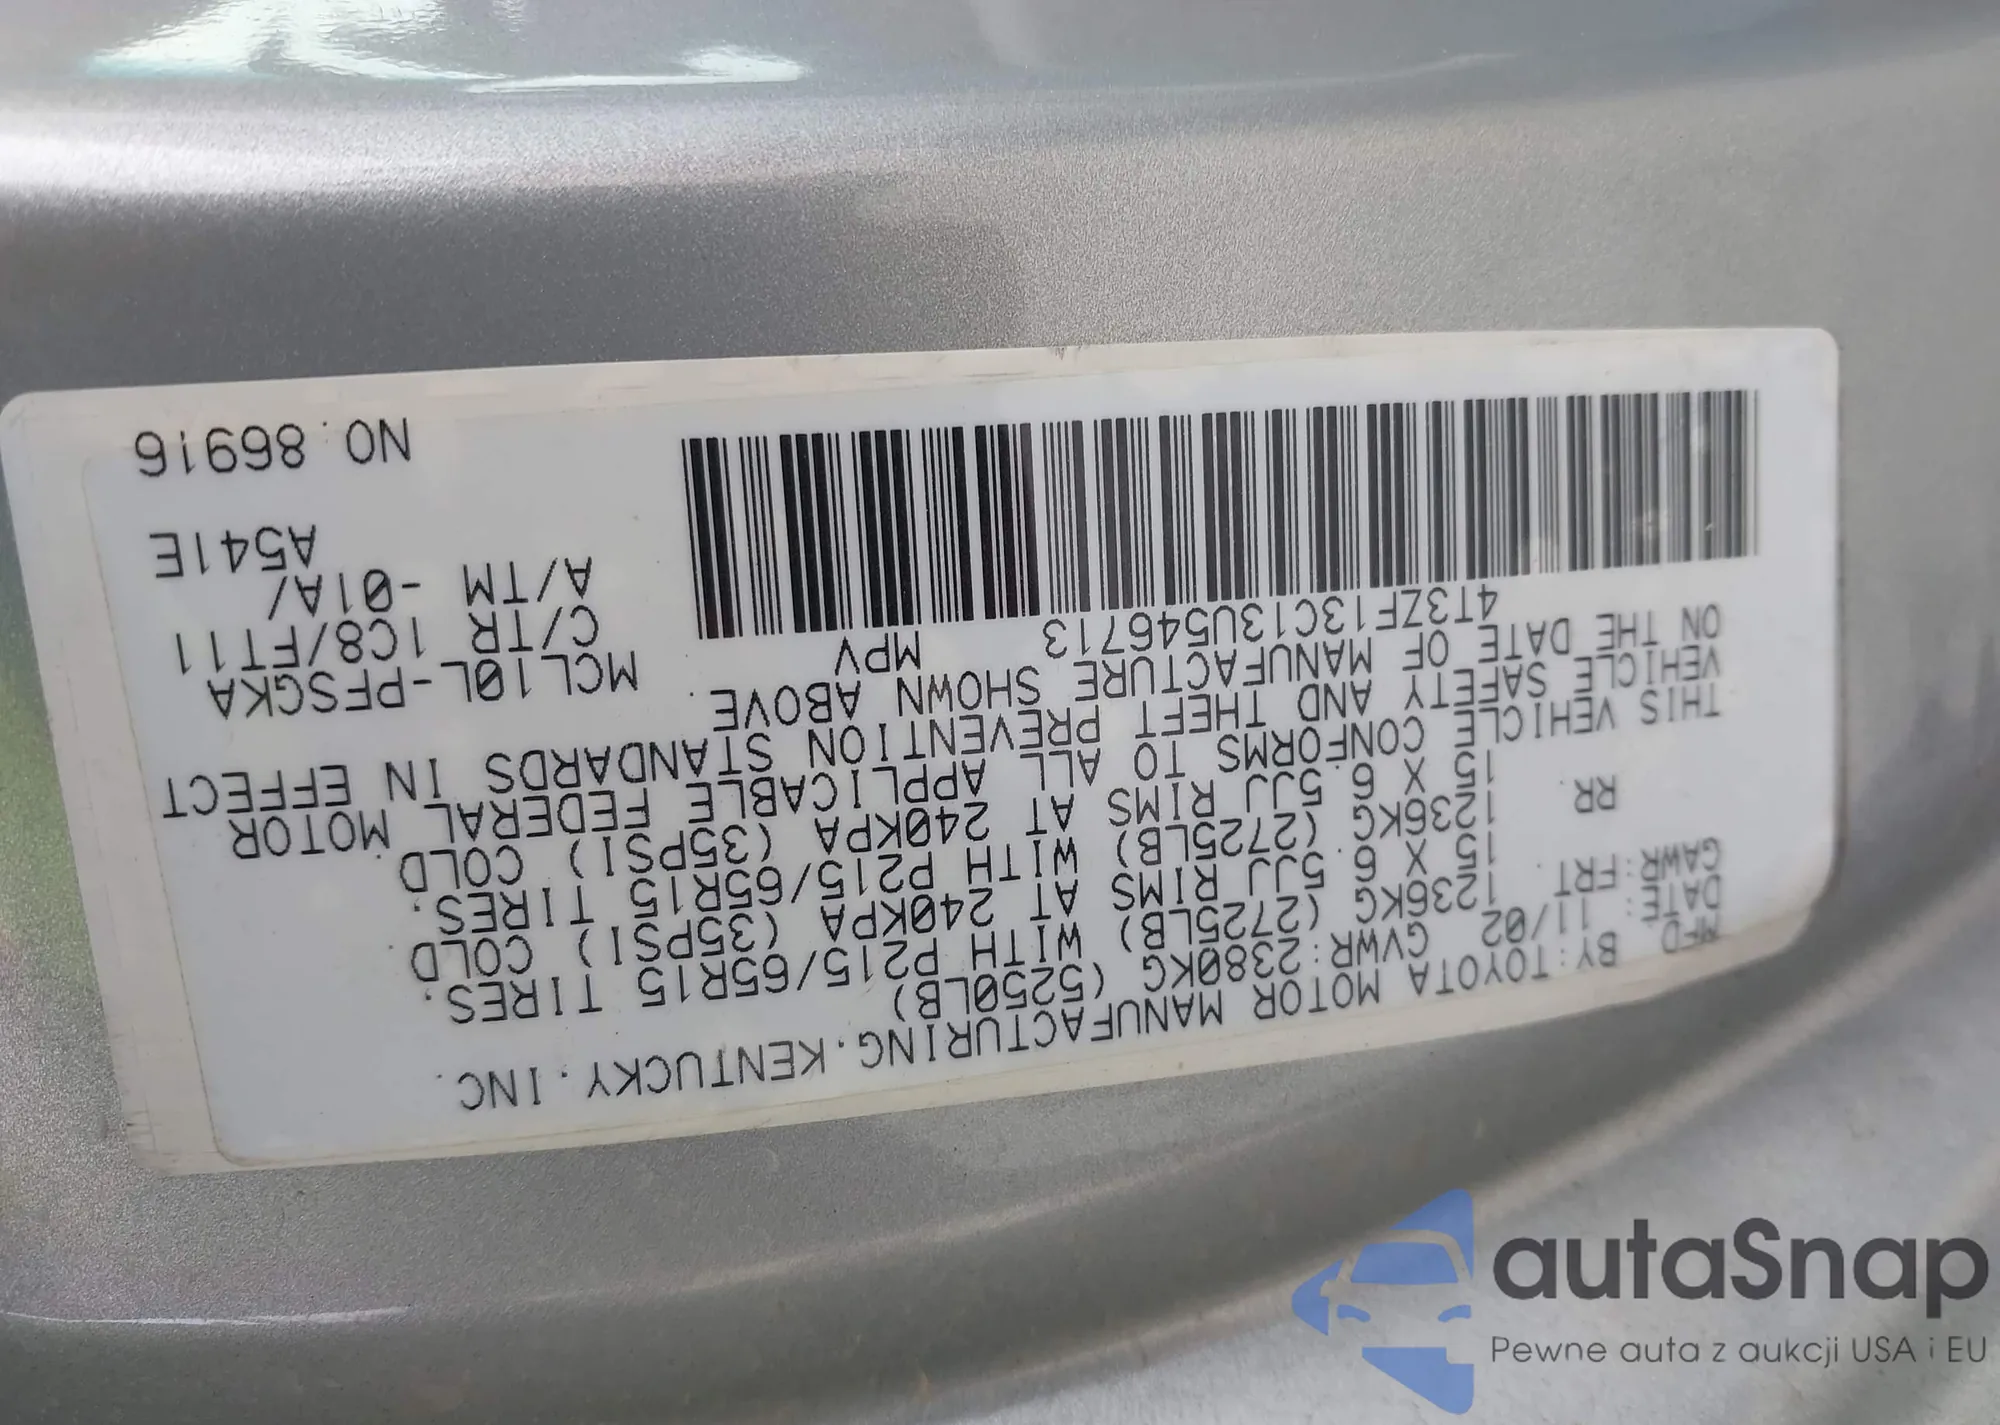 MFD. BY:TOYOTA MOTOR MANUFACTURING.KENTUCKY.INC.
DATE: 11/02 GVWR:2380KG (5250LB)
GAWR:FRT. 1236KG (2725LB) WITH P215/65R15 TIRES.
15 X 6.5JJ RIMS AT 240KPA (35PSI) COLD
RR. 1236KG (2725LB) WITH P215/65R15 TIRES.
15 X 6.5JJ RIMS AT 240KPA (35PSI) COLD
THIS VEHICLE CONFORMS TO ALL APPLICABLE FEDERAL MOTOR
VEHICLE SAFETY AND THEFT PREVENTION STANDARDS IN EFFECT
ON THE DATE OF MANUFACTURE SHOWN ABOVE.
4T3ZF13C13U546713 MPV
MCL10L-PFSGKA
C/TR 1C8/FT11
A/TM -01A/
A541E
NO.86916
autaSnap
Pewne auta z aukcji USA i EU